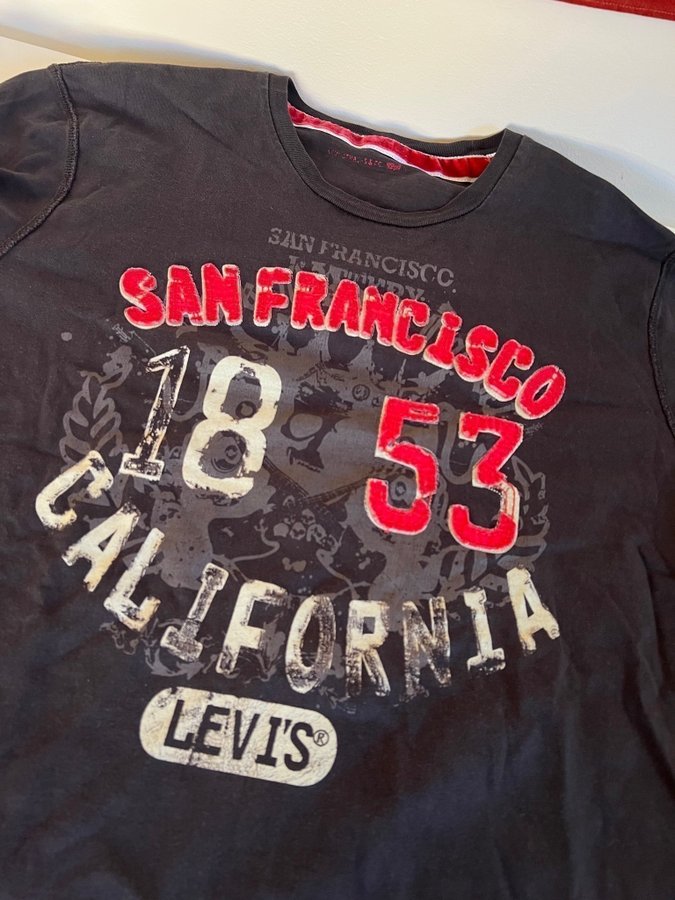 SAN FRANCISCO.
SAN FRANCISCO
18 53
CALIFORNIA
LEVI'S®